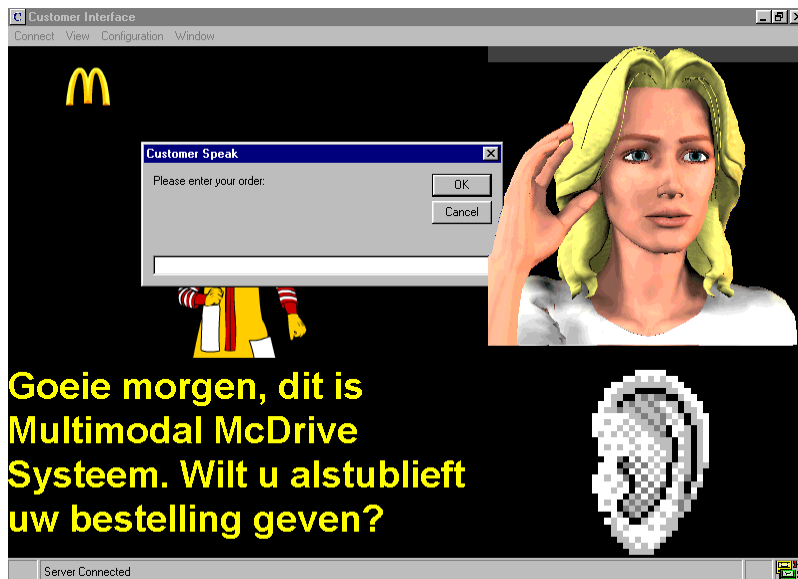 Customer Interface
Connect View Configuration Window
Customer Speak
Please enter your order:
OK
Cancel
Goeie morgen, dit is
Multimodal McDrive
Systeem. Wilt u alstublieft
uw bestelling geven?
Server Connected